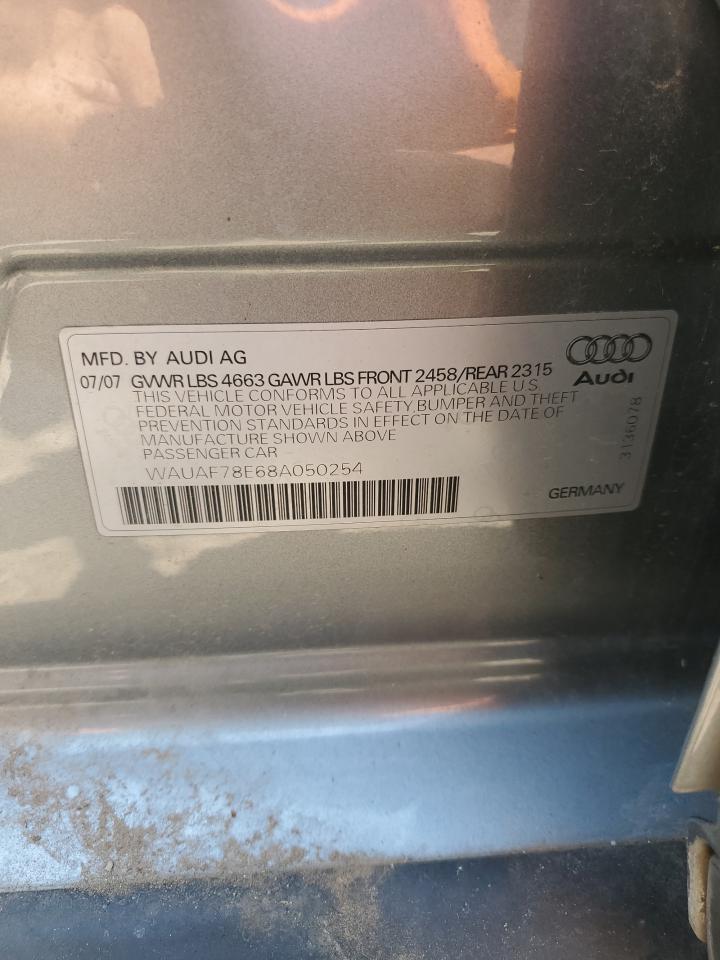 MFD. BY AUDI AG
07/07 GVWR LBS 4663 GAWR LBS FRONT 2458/REAR 2315
THIS VEHICLE CONFORMS TO ALL APPLICABLE U.S.
FEDERAL MOTOR VEHICLE SAFETY,BUMPER AND THEFT
PREVENTION STANDARDS IN EFFECT ON THE DATE OF
MANUFACTURE SHOWN ABOVE
PASSENGER CAR
WAUAF78E68A050254
Audi
3136078
GERMANY